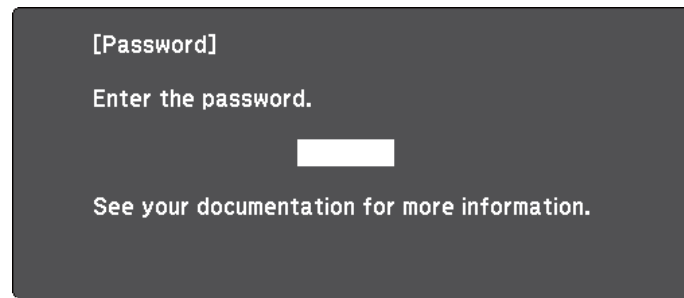 [Password]
Enter the password.
See your documentation for more information.